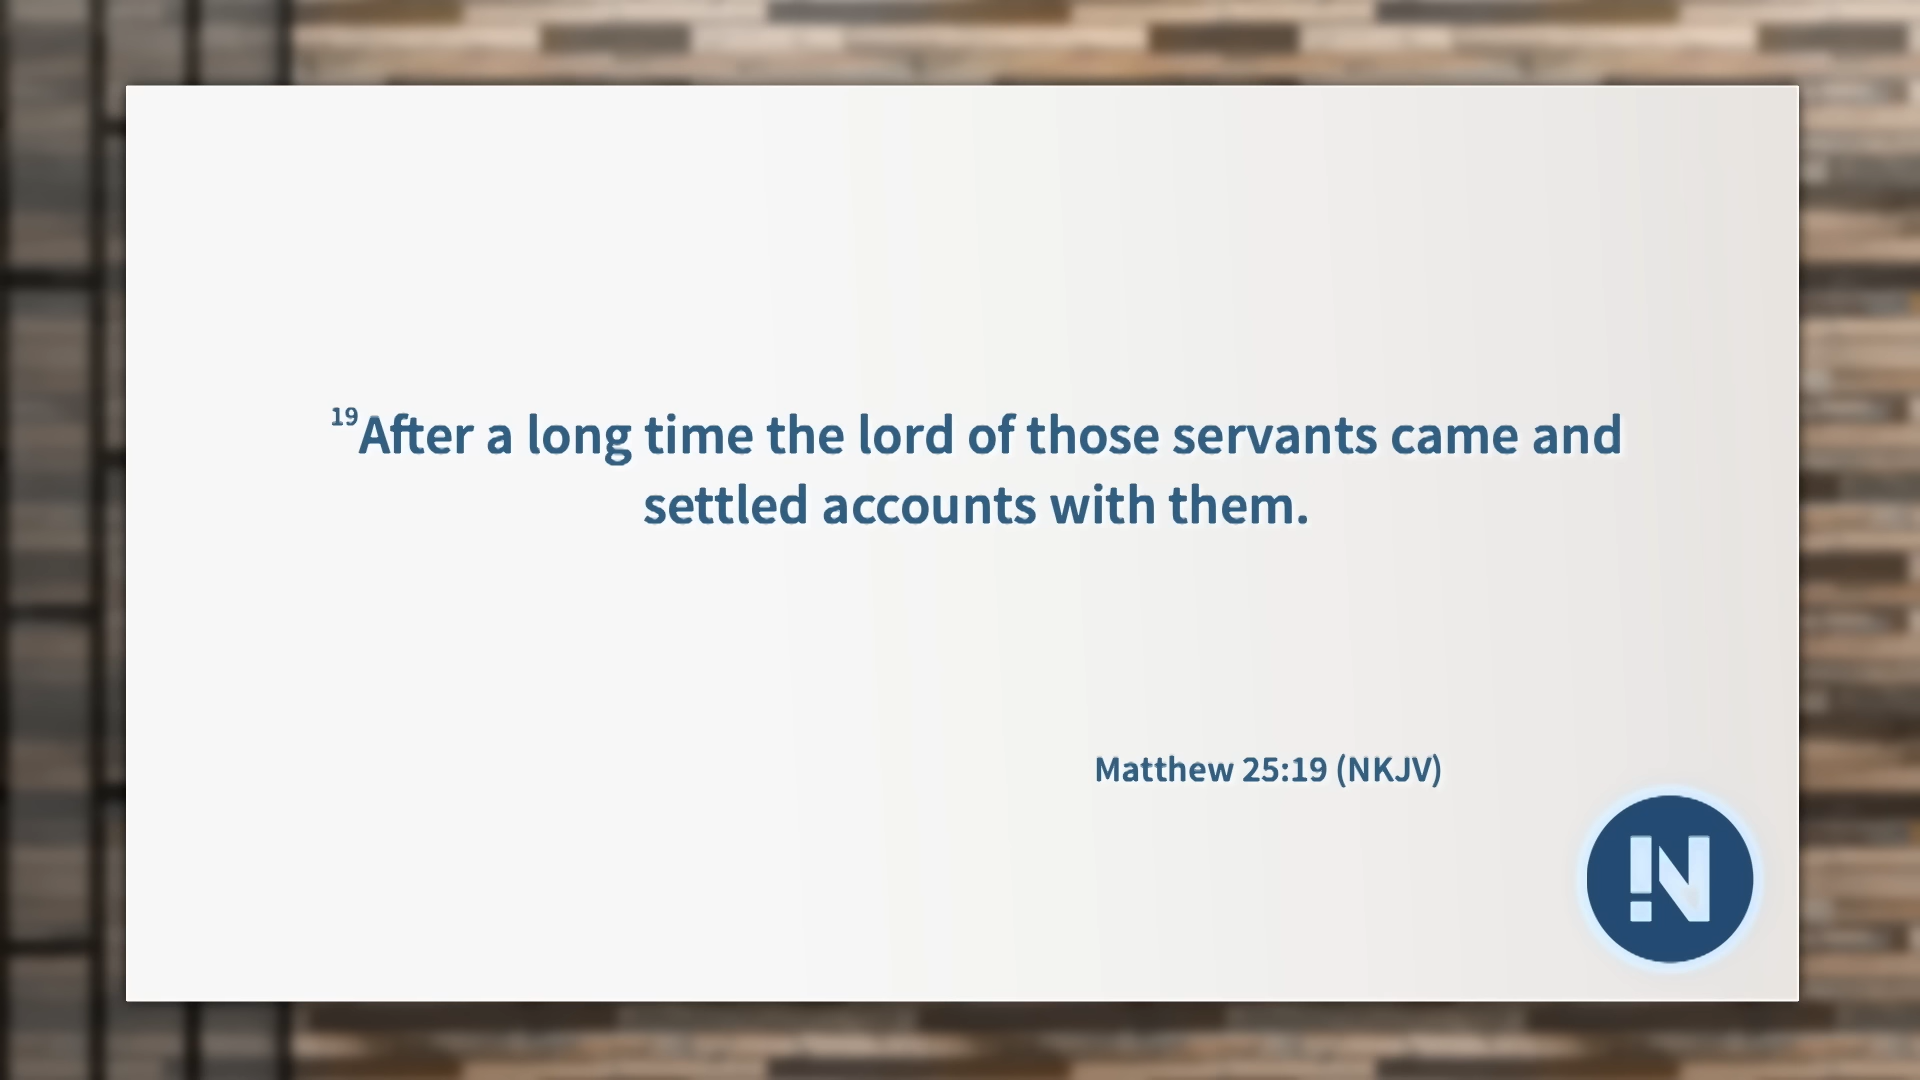 19After a long time the lord of those servants came and
settled accounts with them.
Matthew 25:19 (NKJV)
N